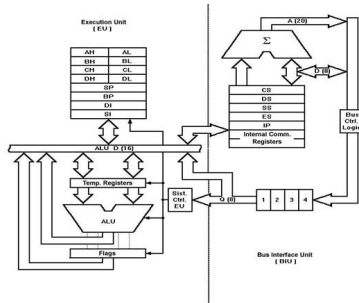 Execution Unit
( EU )
AH AL
BH BL
CH CL
DH DL
SP
BP
DI
SI
ALU D (16)
Temp. Registers
ALU
Flags
Sist.
Ctrl.
EU
Σ
A (20)
D (8)
CS
DS
SS
ES
IP
Internal Comm.
Registers
Bus
Ctrl.
Logic
Q (8)
1 2 3 4
Bus Interface Unit
( BIU )